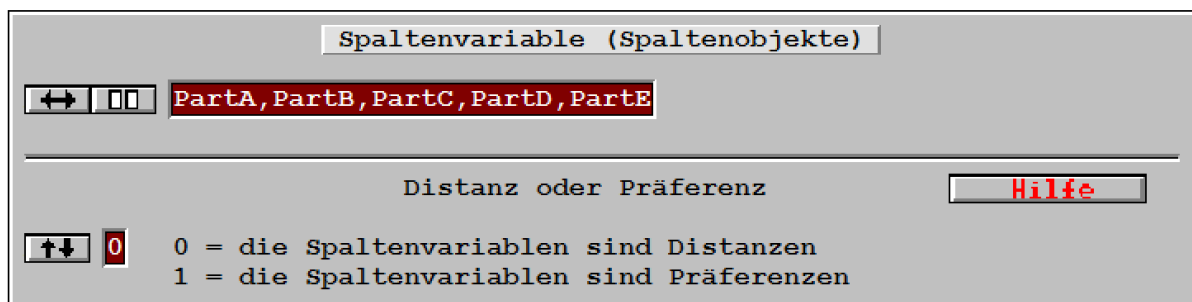 Spaltenvariable (Spaltenobjekte)
PartA,PartB,PartC,PartD,PartE
Distanz oder Präferenz
Hilfe
0 0 = die Spaltenvariablen sind Distanzen
1 = die Spaltenvariablen sind Präferenzen